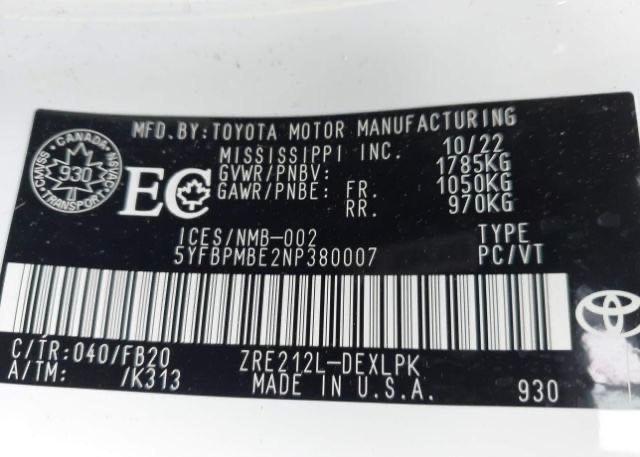 MFD.BY:TOYOTA MOTOR MANUFACTURING
MISSISSIPPI INC. 10/22
GVWR/PNBV: 1785KG
GAWR/PNBE: FR. 1050KG
RR. 970KG
CANADA
CMVSS 930 NSVAC
TRANSPORT
EC
ICES/NMB-002 TYPE
5YFBPMBE2NP380007 PC/VT
C/TR:040/FB20 ZRE212L-DEXLPK
A/TM: /K313 MADE IN U.S.A. 930